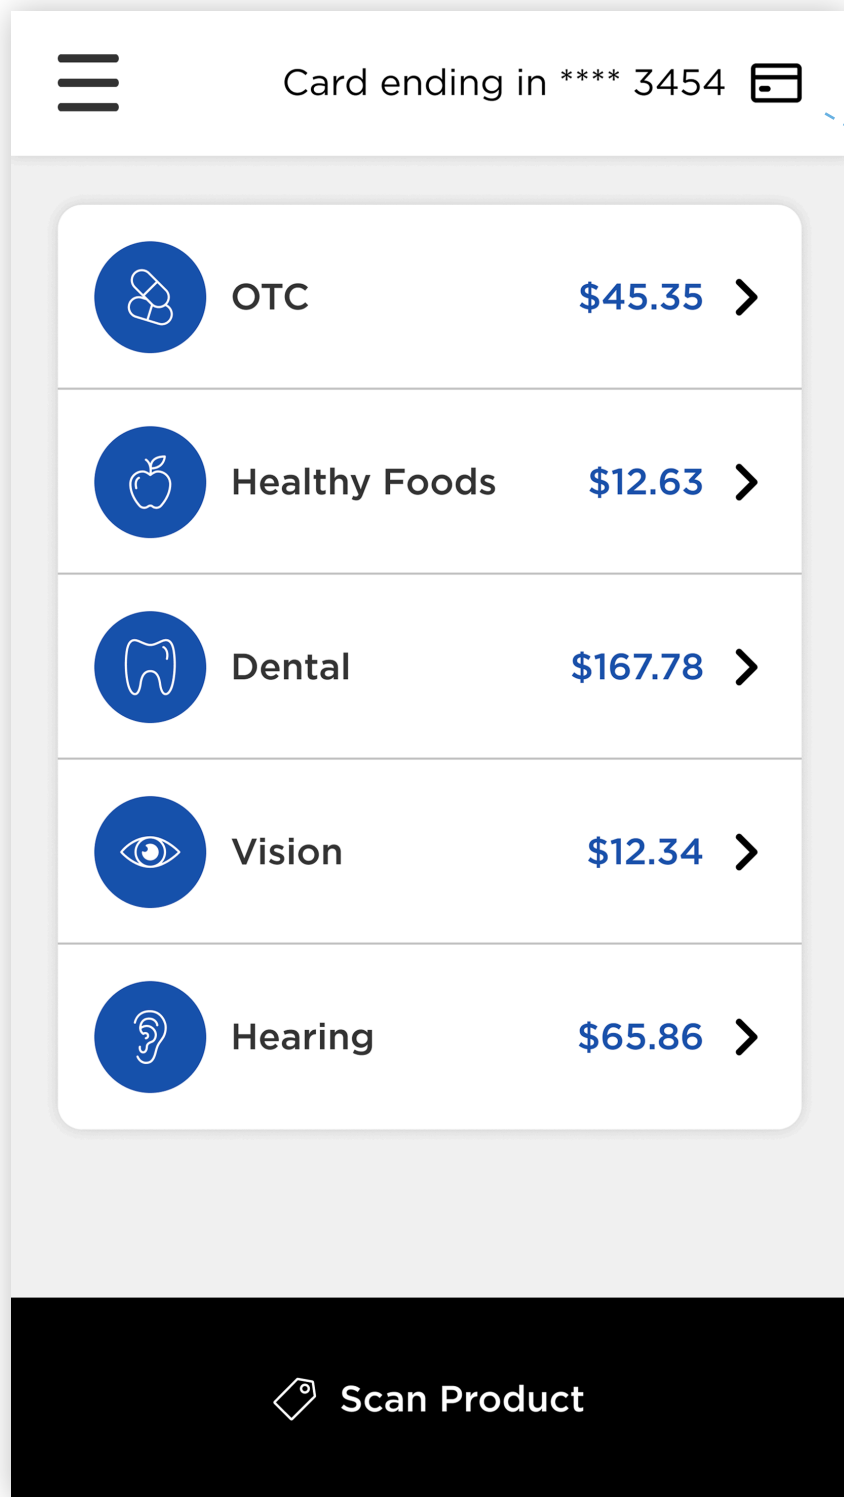 Card ending in **** 3454
OTC $45.35
Healthy Foods $12.63
Dental $167.78
Vision $12.34
Hearing $65.86
Scan Product